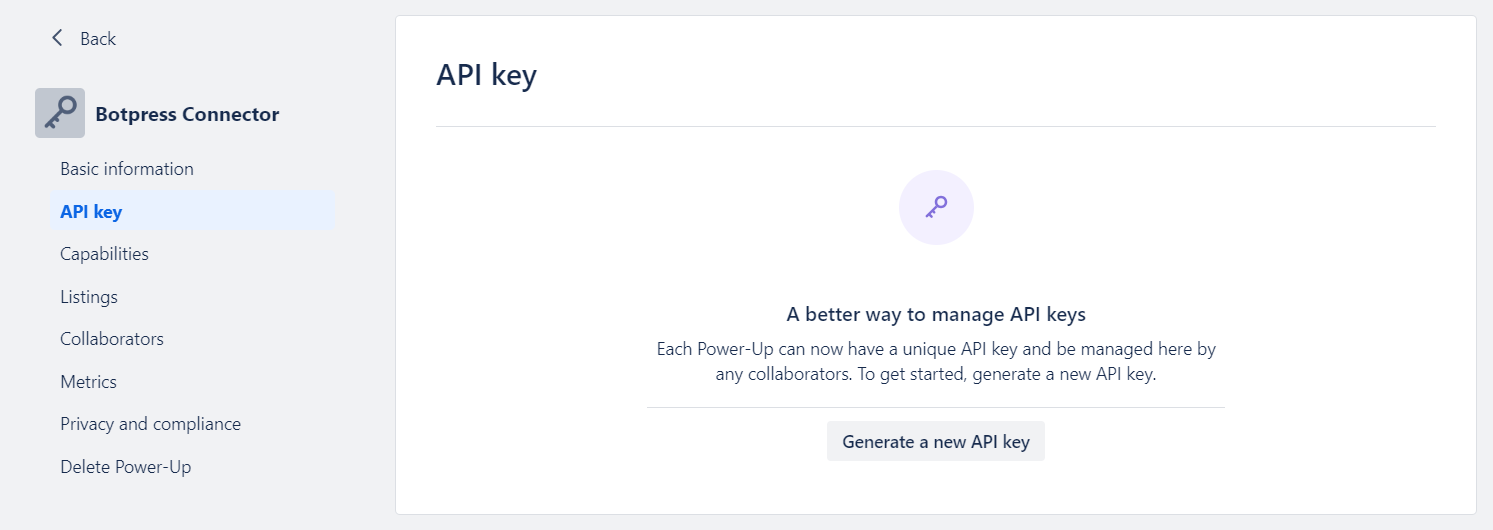 Back
Botpress Connector
Basic information
API key
Capabilities
Listings
Collaborators
Metrics
Privacy and compliance
Delete Power-Up
API key
A better way to manage API keys
Each Power-Up can now have a unique API key and be managed here by
any collaborators. To get started, generate a new API key.
Generate a new API key